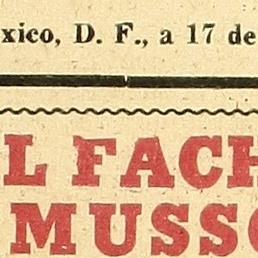 xico, D. F., a 17 de
L FACH
MUSSO